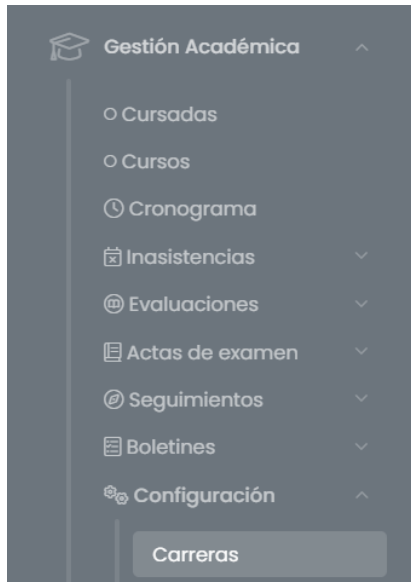 Gestión Académica
Cursadas
Cursos
Cronograma
Inasistencias
Evaluaciones
Actas de examen
Seguimientos
Boletines
Configuración
Carreras